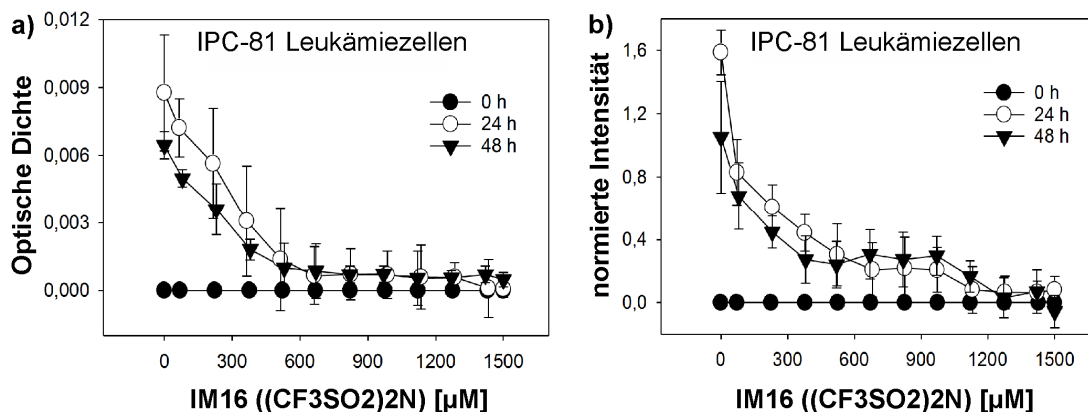 a)
IPC-81 Leukämiezellen
Optische Dichte
0,012
0,009
0,006
0,003
0,000
0 h
24 h
48 h
0 300 600 900 1200 1500
IM16 ((CF3SO2)2N) [µM]
b)
IPC-81 Leukämiezellen
normierte Intensität
1,6
1,2
0,8
0,4
0,0
0 h
24 h
48 h
0 300 600 900 1200 1500
IM16 ((CF3SO2)2N) [µM]